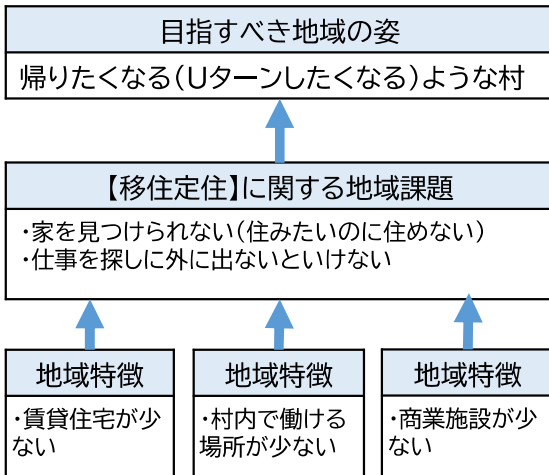 目指すべき地域の姿
帰りたくなる（Uターンしたくなる）ような村
【移住定住】に関する地域課題
・家を見つけられない（住みたいのに住めない）
・仕事を探しに外に出ないといけない
地域特徴
・賃貸住宅が少
ない
地域特徴
・村内で働ける
場所が少ない
地域特徴
・商業施設が少
ない